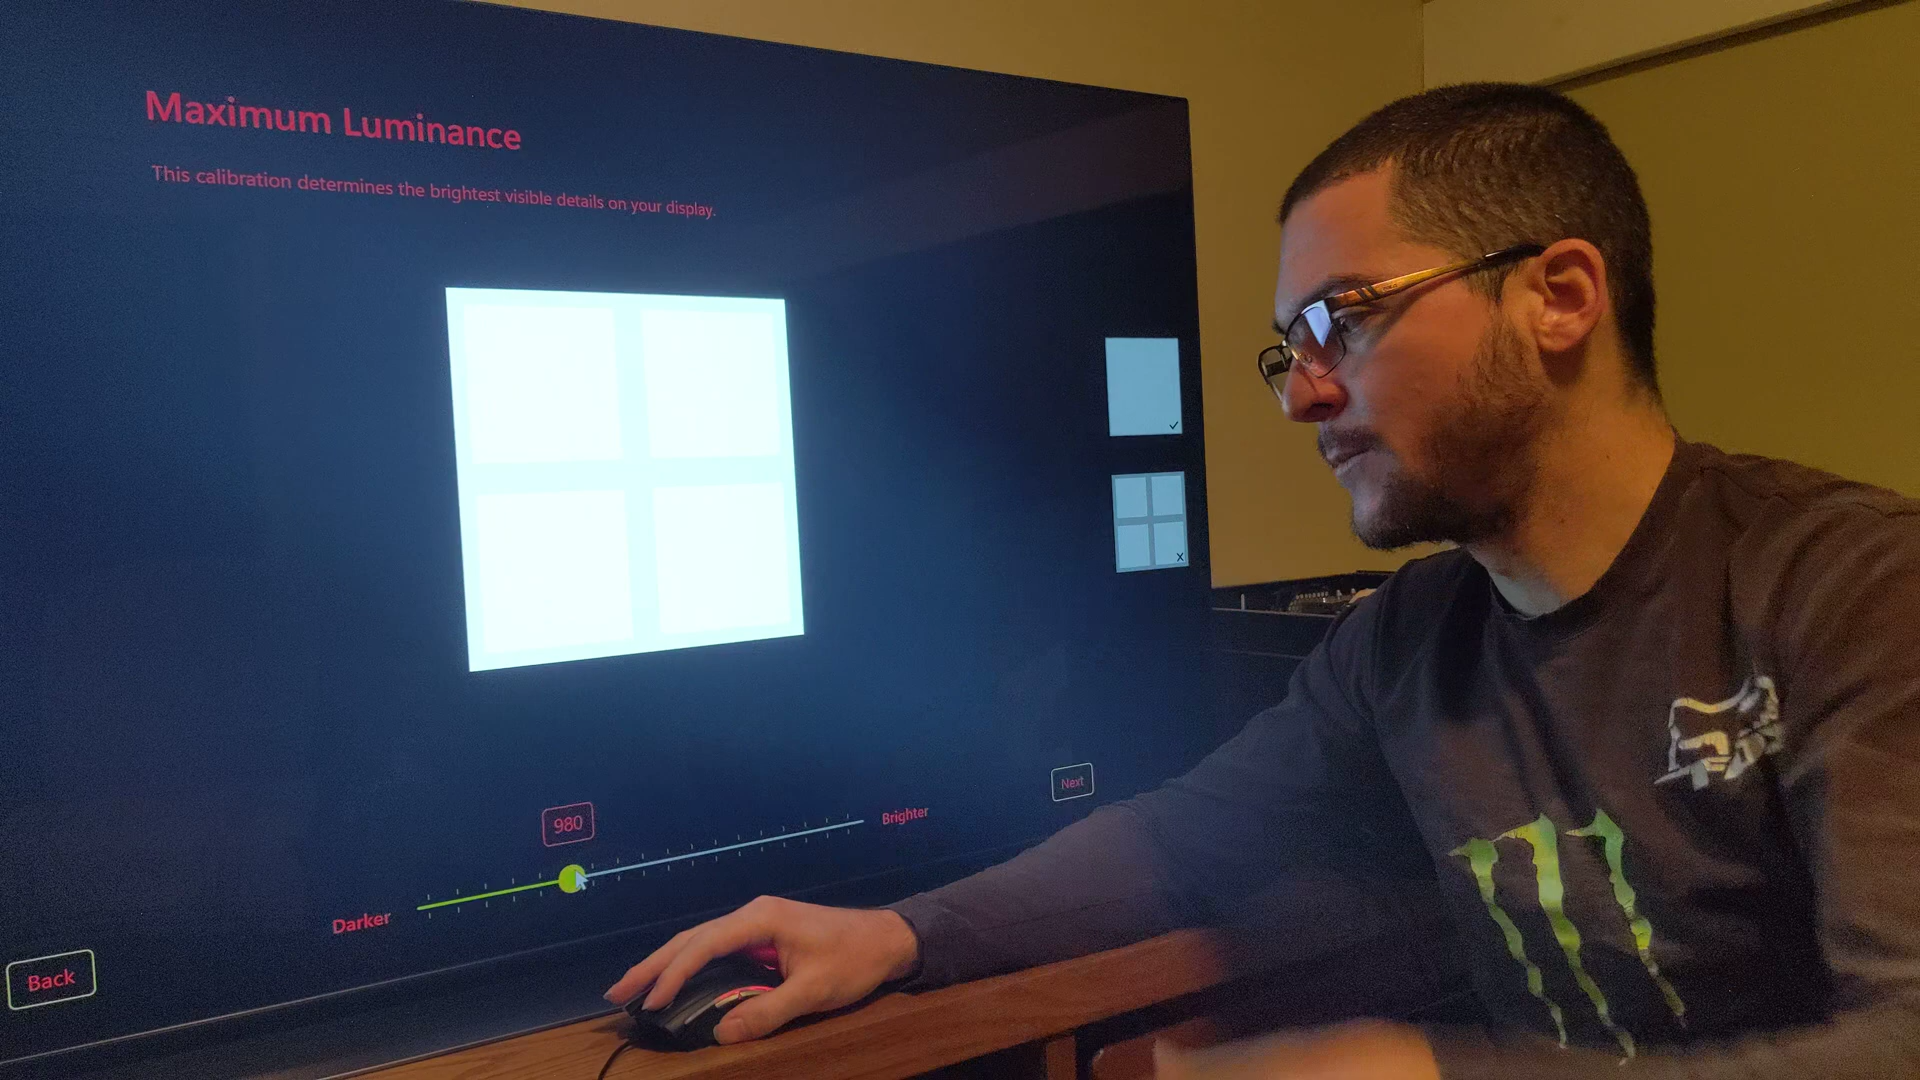 Maximum Luminance
This calibration determines the brightest visible details on your display.
980
Darker
Brighter
Next
Back